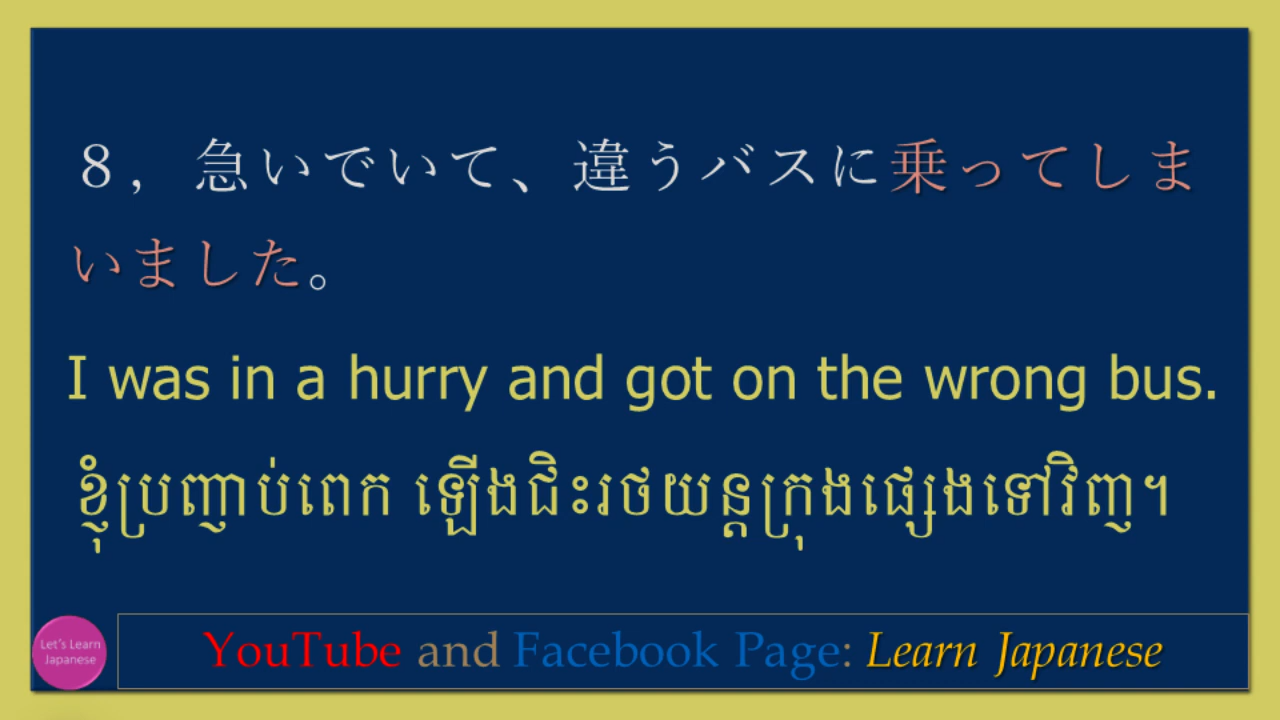 ８，急いでいて、違うバスに乗ってしま
いました。
I was in a hurry and got on the wrong bus.
ខ្ញុំប្រញាប់ពេក ឡើងជិះរថយន្តក្រុងផ្សេងទៅវិញ។
Let's Learn
Japanese
YouTube and Facebook Page: Learn Japanese